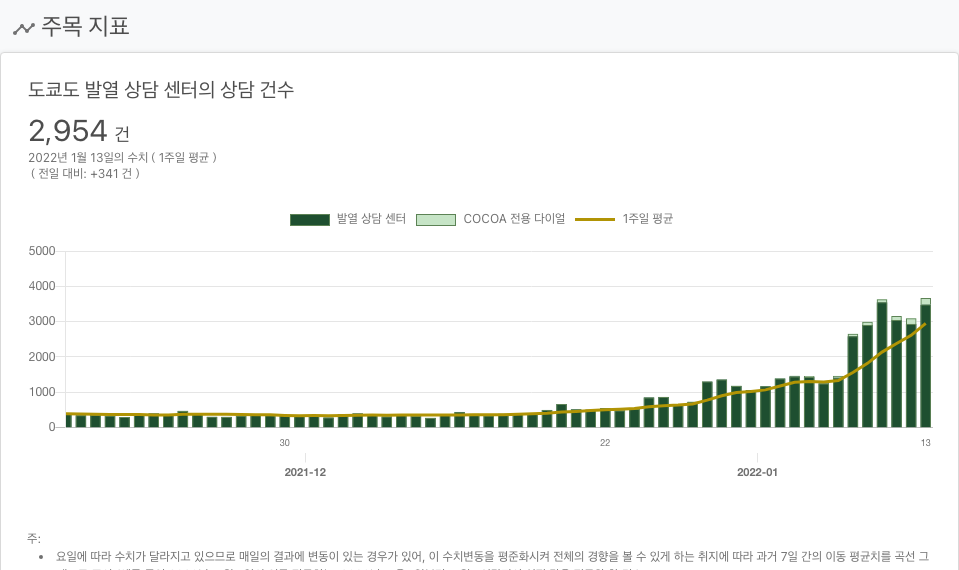 주목 지표
도쿄도 발열 상담 센터의 상담 건수
2,954 건
2022년 1월 13일의 수치 ( 1주일 평균 )
( 전일 대비: +341 건 )
발열 상담 센터 COCOA 전용 다이얼 1주일 평균
5000
4000
3000
2000
1000
0
30 22 13
2021-12 2022-01
주:
• 요일에 따라 수치가 달라지고 있으므로 매일의 결과에 변동이 있는 경우가 있어, 이 수치변동을 평준화시켜 전체의 경향을 볼 수 있게 하는 취지에 따라 과거 7일 간의 이동 평균치를 곡선 그